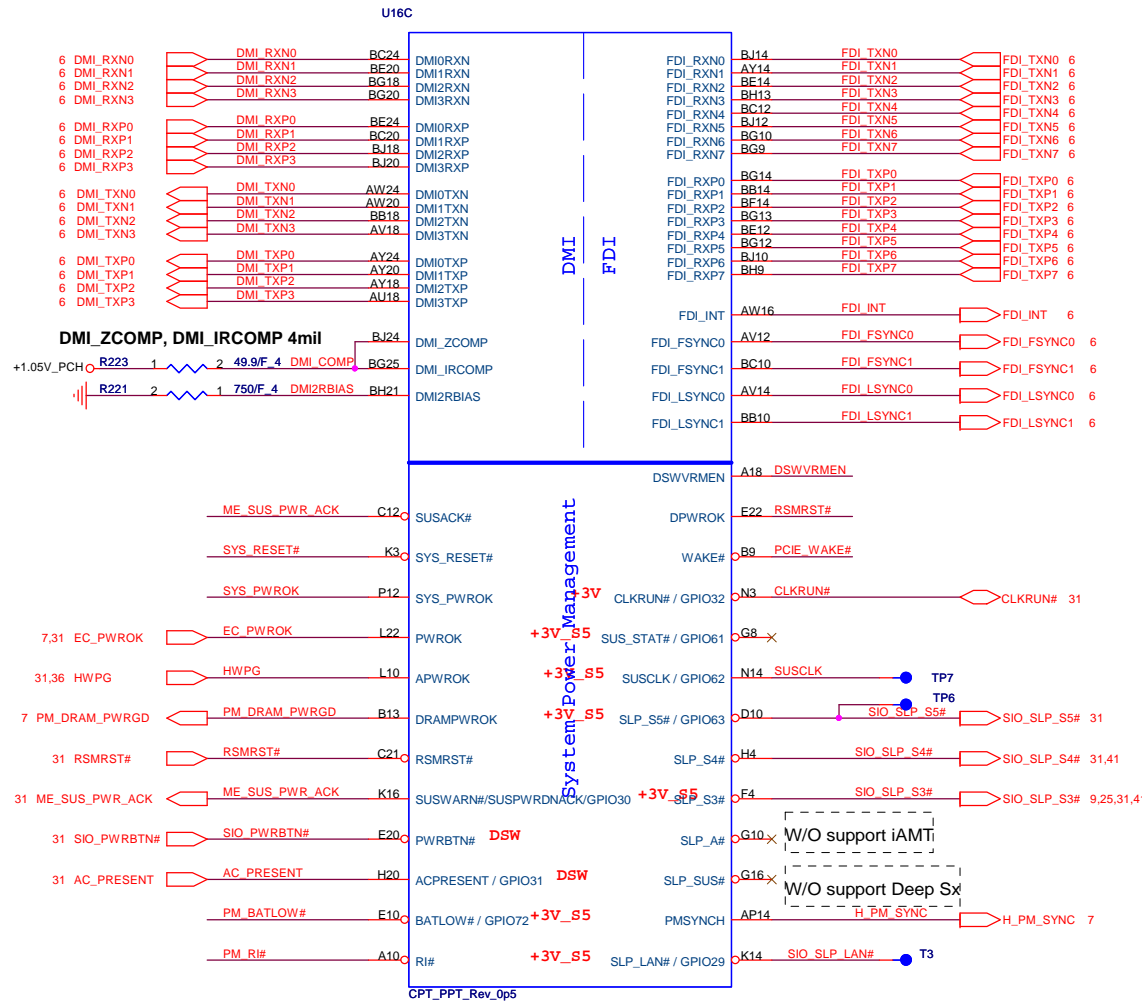 U16C
6 DMI_RXN0 DMI_RXN0 BC24 DMI0RXN FDI_RXN0 BJ14 FDI_TXN0 FDI_TXN0 6
6 DMI_RXN1 DMI_RXN1 BE20 DMI1RXN FDI_RXN1 AY14 FDI_TXN1 FDI_TXN1 6
6 DMI_RXN2 DMI_RXN2 BG18 DMI2RXN FDI_RXN2 BE14 FDI_TXN2 FDI_TXN2 6
6 DMI_RXN3 DMI_RXN3 BG20 DMI3RXN FDI_RXN3 BH13 FDI_TXN3 FDI_TXN3 6
FDI_RXN4 BC12 FDI_TXN4 FDI_TXN4 6
6 DMI_RXP0 DMI_RXP0 BE24 DMI0RXP FDI_RXN5 BJ12 FDI_TXN5 FDI_TXN5 6
6 DMI_RXP1 DMI_RXP1 BC20 DMI1RXP FDI_RXN6 BG10 FDI_TXN6 FDI_TXN6 6
6 DMI_RXP2 DMI_RXP2 BJ18 DMI2RXP FDI_RXN7 BG9 FDI_TXN7 FDI_TXN7 6
6 DMI_RXP3 DMI_RXP3 BJ20 DMI3RXP
FDI_RXP0 BG14 FDI_TXP0 FDI_TXP0 6
6 DMI_TXN0 DMI_TXN0 AW24 DMI0TXN FDI_RXP1 BB14 FDI_TXP1 FDI_TXP1 6
6 DMI_TXN1 DMI_TXN1 AW20 DMI1TXN FDI_RXP2 BF14 FDI_TXP2 FDI_TXP2 6
6 DMI_TXN2 DMI_TXN2 BB18 DMI2TXN FDI_RXP3 BG13 FDI_TXP3 FDI_TXP3 6
6 DMI_TXN3 DMI_TXN3 AV18 DMI3TXN FDI_RXP4 BE12 FDI_TXP4 FDI_TXP4 6
FDI_RXP5 BG12 FDI_TXP5 FDI_TXP5 6
6 DMI_TXP0 DMI_TXP0 AY24 DMI0TXP FDI_RXP6 BJ10 FDI_TXP6 FDI_TXP6 6
6 DMI_TXP1 DMI_TXP1 AY20 DMI1TXP FDI_RXP7 BH9 FDI_TXP7 FDI_TXP7 6
6 DMI_TXP2 DMI_TXP2 AY18 DMI2TXP
6 DMI_TXP3 DMI_TXP3 AU18 DMI3TXP
DMI
FDI
FDI_INT AW16 FDI_INT 6
DMI_ZCOMP, DMI_IRCOMP 4mil
BJ24 DMI_ZCOMP FDI_FSYNC0 AV12 FDI_FSYNC0 FDI_FSYNC0 6
+1.05V_PCH R223 1 2 49.9/F_4 DMI_COMP BG25 DMI_IRCOMP FDI_FSYNC1 BC10 FDI_FSYNC1 FDI_FSYNC1 6
R221 2 1 750/F_4 DMI2RBIAS BH21 DMI2RBIAS FDI_LSYNC0 AV14 FDI_LSYNC0 FDI_LSYNC0 6
FDI_LSYNC1 BB10 FDI_LSYNC1 FDI_LSYNC1 6
System Power Management
DSWVRMEN A18 DSWVRMEN
ME_SUS_PWR_ACK C12 SUSACK# DPWROK E22 RSMRST#
SYS_RESET# K3 SYS_RESET# WAKE# B9 PCIE_WAKE#
SYS_PWROK P12 SYS_PWROK +3V CLKRUN# / GPIO32 N3 CLKRUN# CLKRUN# 31
7,31 EC_PWROK EC_PWROK L22 PWROK +3V_S5 SUS_STAT# / GPIO61 G8
31,36 HWPG HWPG L10 APWROK +3V_S5 SUSCLK / GPIO62 N14 SUSCLK TP7
TP6
7 PM_DRAM_PWRGD PM_DRAM_PWRGD B13 DRAMPWROK +3V_S5 SLP_S5# / GPIO63 D10 SIO_SLP_S5# SIO_SLP_S5# 31
31 RSMRST# RSMRST# C21 RSMRST# SLP_S4# H4 SIO_SLP_S4# SIO_SLP_S4# 31,41
31 ME_SUS_PWR_ACK ME_SUS_PWR_ACK K16 SUSWARN#/SUSPWRDNACK/GPIO30 +3V_S5 SLP_S3# F4 SIO_SLP_S3# SIO_SLP_S3# 9,25,31,41
31 SIO_PWRBTN# SIO_PWRBTN# E20 PWRBTN# DSW SLP_A# G10 W/O support iAMT
31 AC_PRESENT AC_PRESENT H20 ACPRESENT / GPIO31 DSW SLP_SUS# G16 W/O support Deep Sx
PM_BATLOW# E10 BATLOW# / GPIO72 +3V_S5 PMSYNCH AP14 H_PM_SYNC H_PM_SYNC 7
PM_RI# A10 RI# +3V_S5 SLP_LAN# / GPIO29 K14 SIO_SLP_LAN# T3
CPT_PPT_Rev_0p5